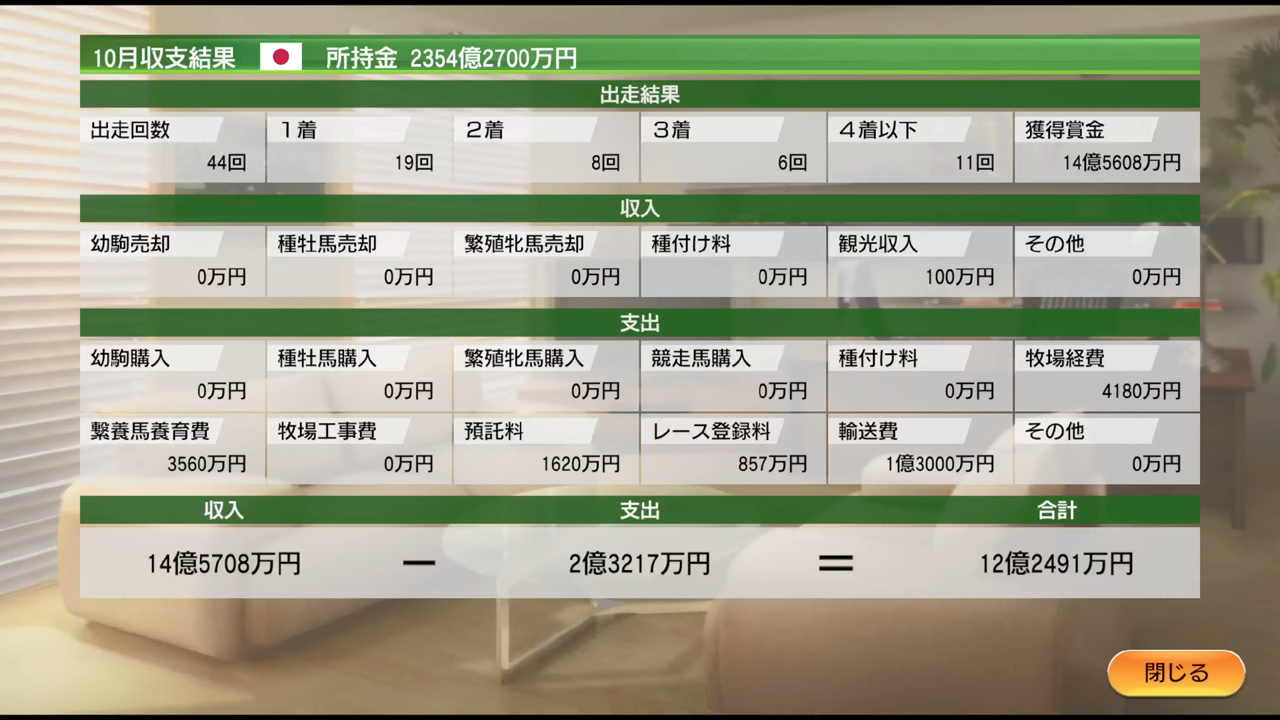 10月収支結果 所持金 2354億2700万円
出走結果
出走回数 1着 2着 3着 4着以下 獲得賞金
44回 19回 8回 6回 11回 14億5608万円
収入
幼駒売却 種牡馬売却 繁殖牝馬売却 種付け料 観光収入 その他
0万円 0万円 0万円 0万円 100万円 0万円
支出
幼駒購入 種牡馬購入 繁殖牝馬購入 競走馬購入 種付け料 牧場経費
0万円 0万円 0万円 0万円 0万円 4180万円
繋養馬養育費 牧場工事費 預託料 レース登録料 輸送費 その他
3560万円 0万円 1620万円 857万円 1億3000万円 0万円
収入 支出 合計
14億5708万円 ー 2億3217万円 = 12億2491万円
閉じる